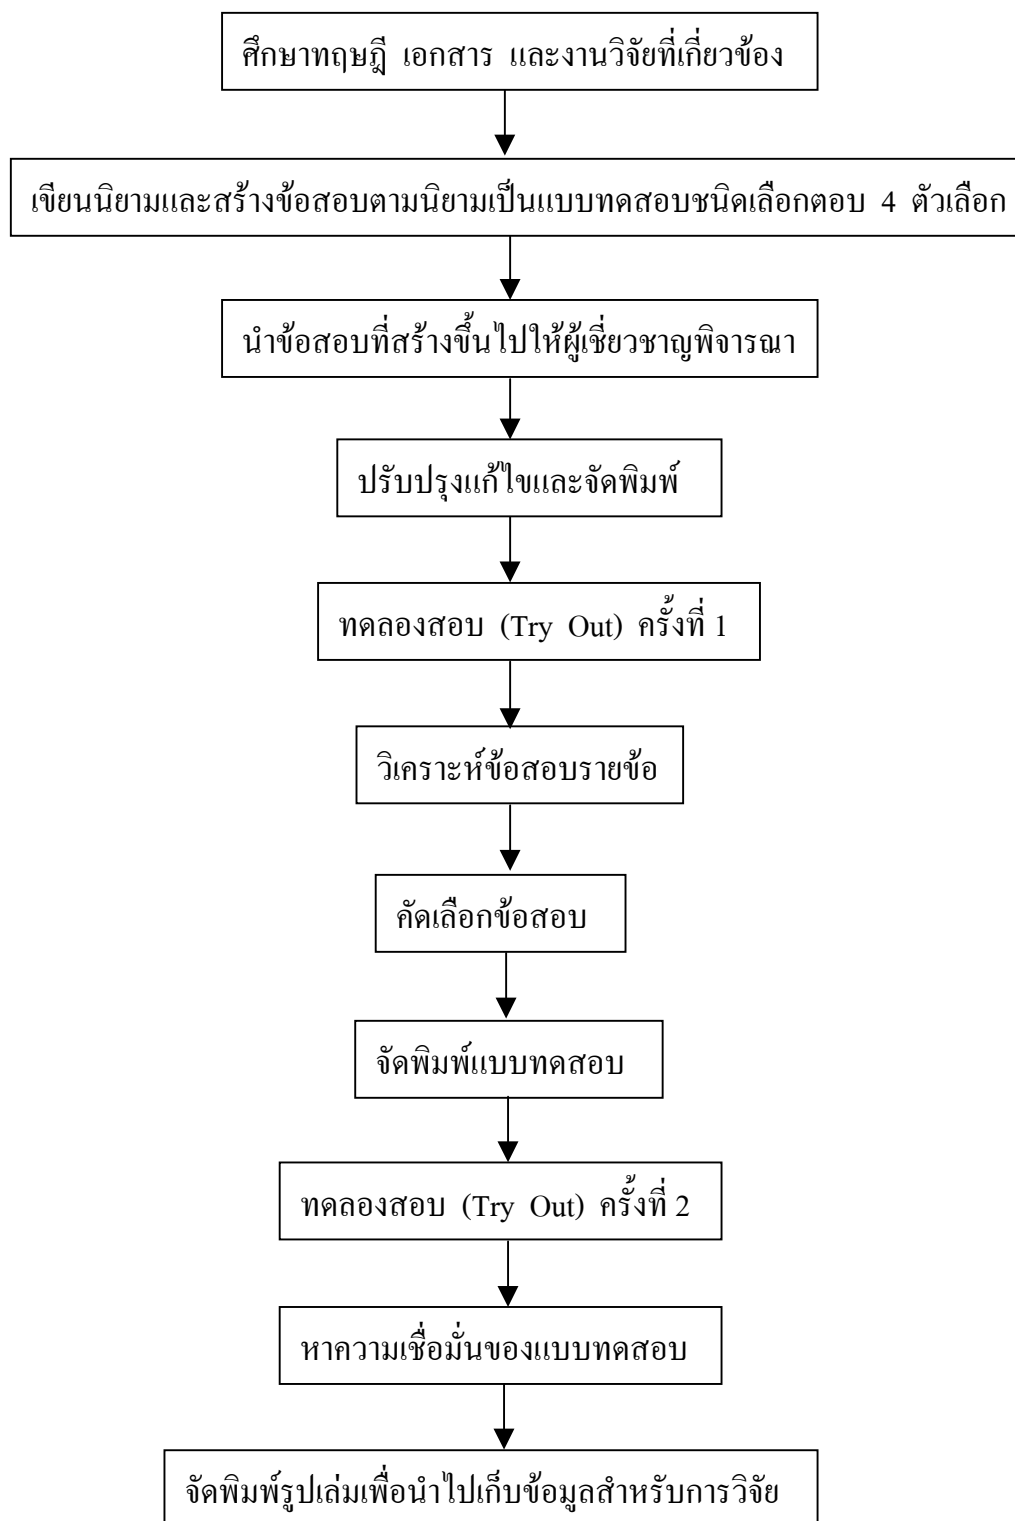 ศึกษาทฤษฎี เอกสาร และงานวิจัยที่เกี่ยวข้อง
เขียนนิยามและสร้างข้อสอบตามนิยามเป็นแบบทดสอบชนิดเลือกตอบ 4 ตัวเลือก
นำข้อสอบที่สร้างขึ้นไปให้ผู้เชี่ยวชาญพิจารณา
ปรับปรุงแก้ไขและจัดพิมพ์
ทดลองสอบ (Try Out) ครั้งที่ 1
วิเคราะห์ข้อสอบรายข้อ
คัดเลือกข้อสอบ
จัดพิมพ์แบบทดสอบ
ทดลองสอบ (Try Out) ครั้งที่ 2
หาความเชื่อมั่นของแบบทดสอบ
จัดพิมพ์รูปเล่มเพื่อนำไปเก็บข้อมูลสำหรับการวิจัย